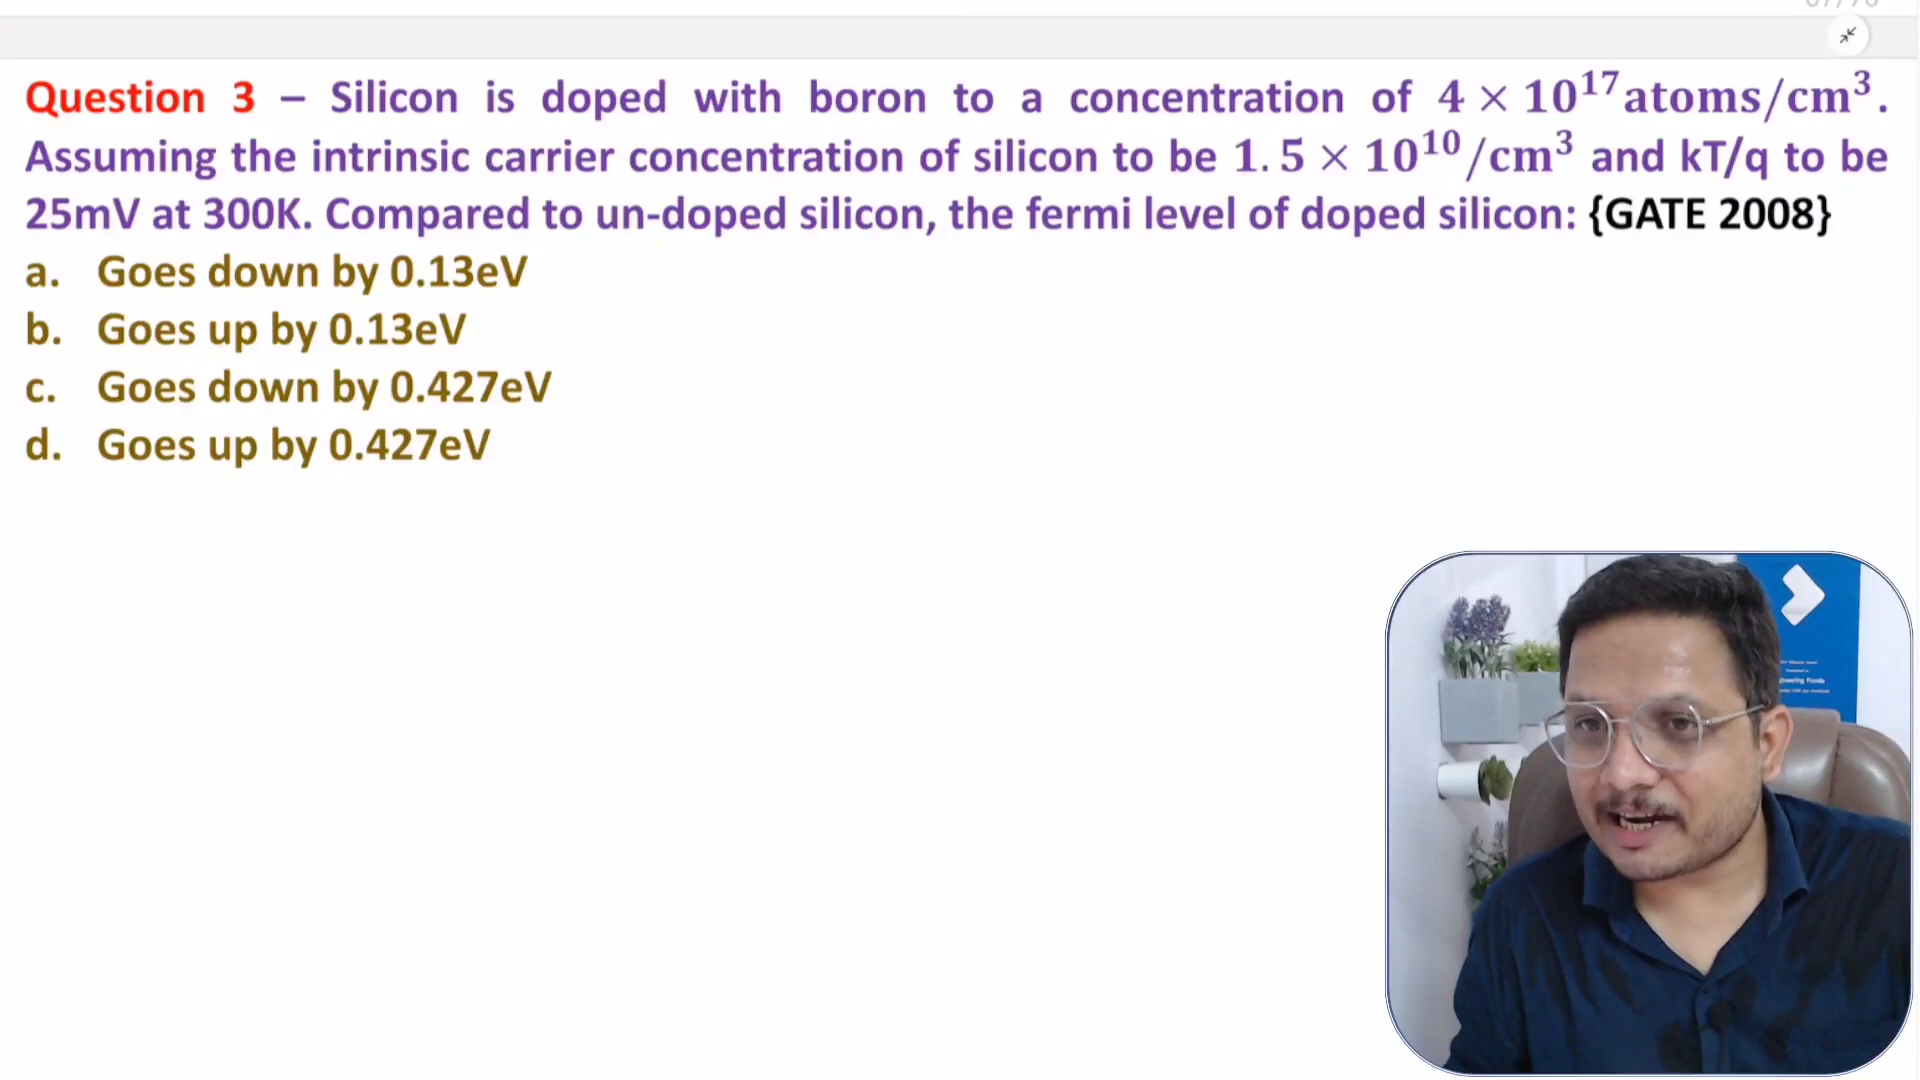 Question 3 – Silicon is doped with boron to a concentration of 4 × 10¹⁷atoms/cm³.
Assuming the intrinsic carrier concentration of silicon to be 1.5 × 10¹⁰/cm³ and kT/q to be
25mV at 300K. Compared to un-doped silicon, the fermi level of doped silicon: {GATE 2008}
a. Goes down by 0.13eV
b. Goes up by 0.13eV
c. Goes down by 0.427eV
d. Goes up by 0.427eV